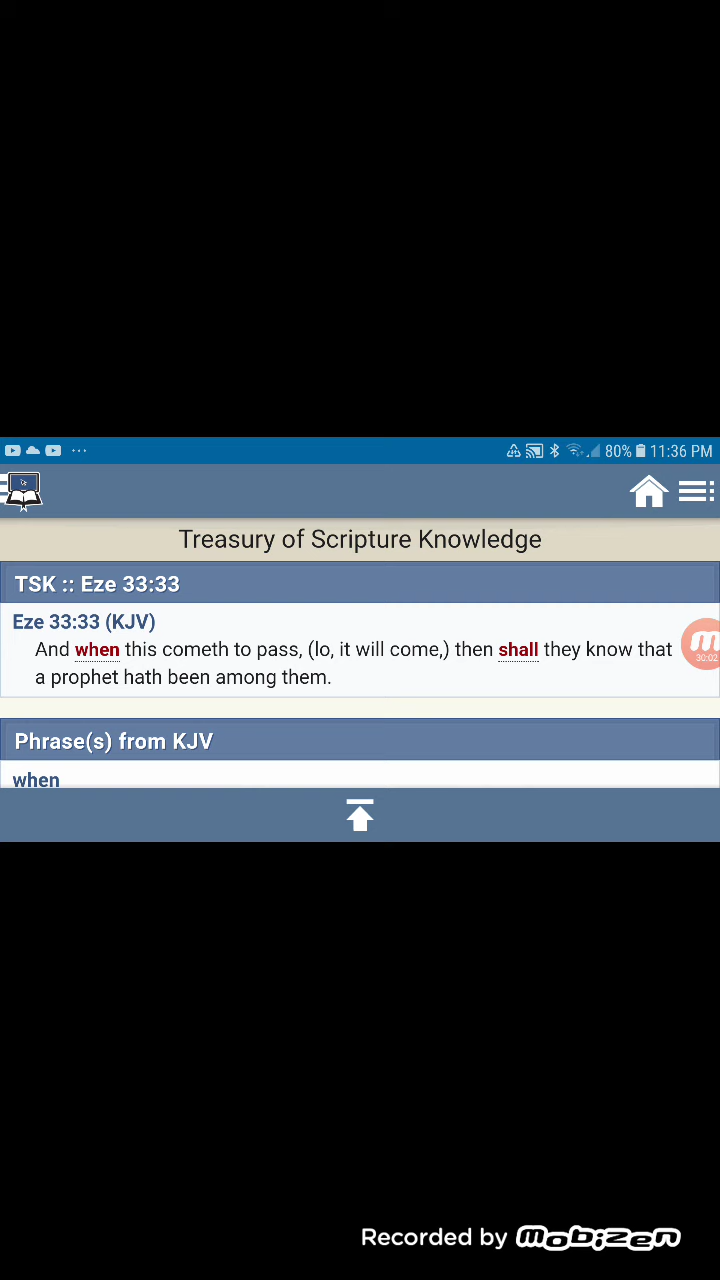 80% 11:36 PM
Treasury of Scripture Knowledge
TSK :: Eze 33:33
Eze 33:33 (KJV)
And when this cometh to pass, (lo, it will come,) then shall they know that
a prophet hath been among them.
30:02
Phrase(s) from KJV
when
Recorded by mobizen